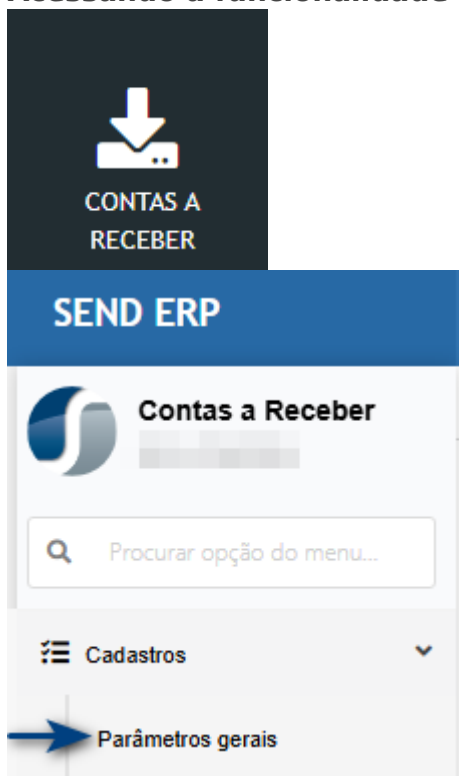 Acessando a funcionalidade
CONTAS A
RECEBER
SEND ERP
Contas a Receber
Procurar opção do menu...
Cadastros
Parâmetros gerais